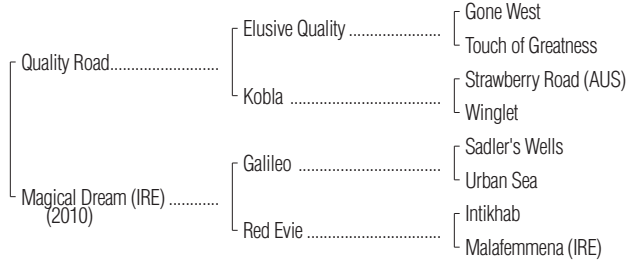 Gone West
Elusive Quality ......................
Touch of Greatness
Quality Road..........................
Strawberry Road (AUS)
Kobla ....................................
Winglet
Sadler's Wells
Galileo ..................................
Urban Sea
Magical Dream (IRE) ............
(2010)
Intikhab
Red Evie ................................
Malafemmena (IRE)